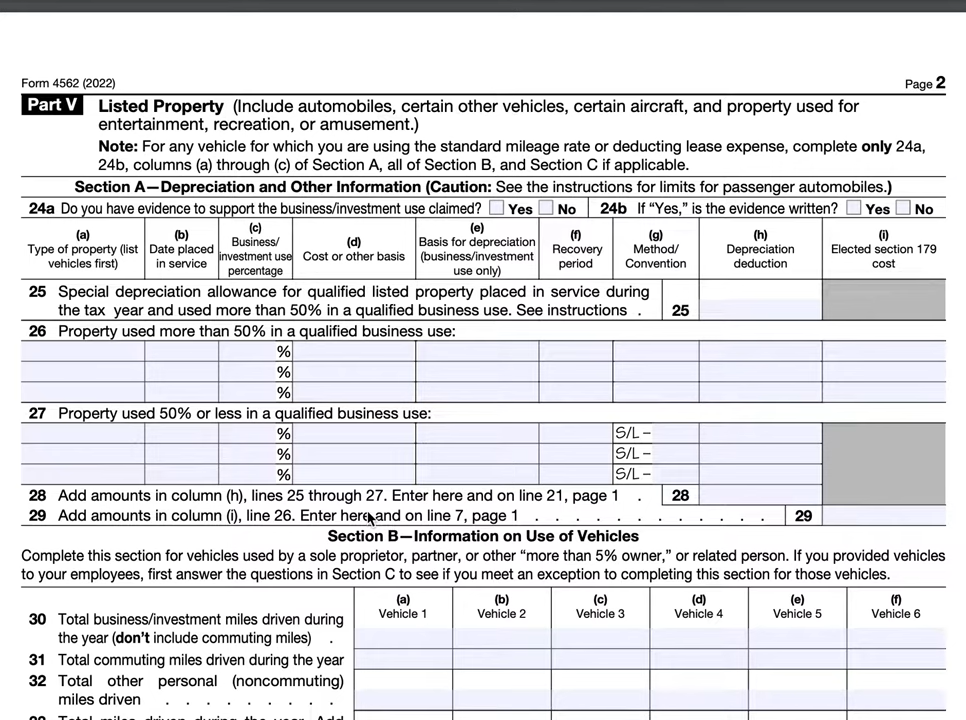 Form 4562 (2022) Page 2
Part V Listed Property (Include automobiles, certain other vehicles, certain aircraft, and property used for
entertainment, recreation, or amusement.)
Note: For any vehicle for which you are using the standard mileage rate or deducting lease expense, complete only 24a,
24b, columns (a) through (c) of Section A, all of Section B, and Section C if applicable.
Section A—Depreciation and Other Information (Caution: See the instructions for limits for passenger automobiles.)
24a Do you have evidence to support the business/investment use claimed? Yes No 24b If “Yes,” is the evidence written? Yes No
(a)
Type of property (list
vehicles first)
(b)
Date placed
in service
(c)
Business/
investment use
percentage
(d)
Cost or other basis
(e)
Basis for depreciation
(business/investment
use only)
(f)
Recovery
period
(g)
Method/
Convention
(h)
Depreciation
deduction
(i)
Elected section 179
cost
25 Special depreciation allowance for qualified listed property placed in service during
the tax year and used more than 50% in a qualified business use. See instructions . 25
26 Property used more than 50% in a qualified business use:
%
%
%
27 Property used 50% or less in a qualified business use:
% S/L –
% S/L –
% S/L –
28 Add amounts in column (h), lines 25 through 27. Enter here and on line 21, page 1 . 28
29 Add amounts in column (i), line 26. Enter here and on line 7, page 1 . . . . . . . . . . . . 29
Section B—Information on Use of Vehicles
Complete this section for vehicles used by a sole proprietor, partner, or other “more than 5% owner,” or related person. If you provided vehicles
to your employees, first answer the questions in Section C to see if you meet an exception to completing this section for those vehicles.
(a)
Vehicle 1
(b)
Vehicle 2
(c)
Vehicle 3
(d)
Vehicle 4
(e)
Vehicle 5
(f)
Vehicle 6
30 Total business/investment miles driven during
the year (don’t include commuting miles) .
31 Total commuting miles driven during the year
32 Total other personal (noncommuting)
miles driven . . . . . . . . .
33 Total miles driven during the year. Add